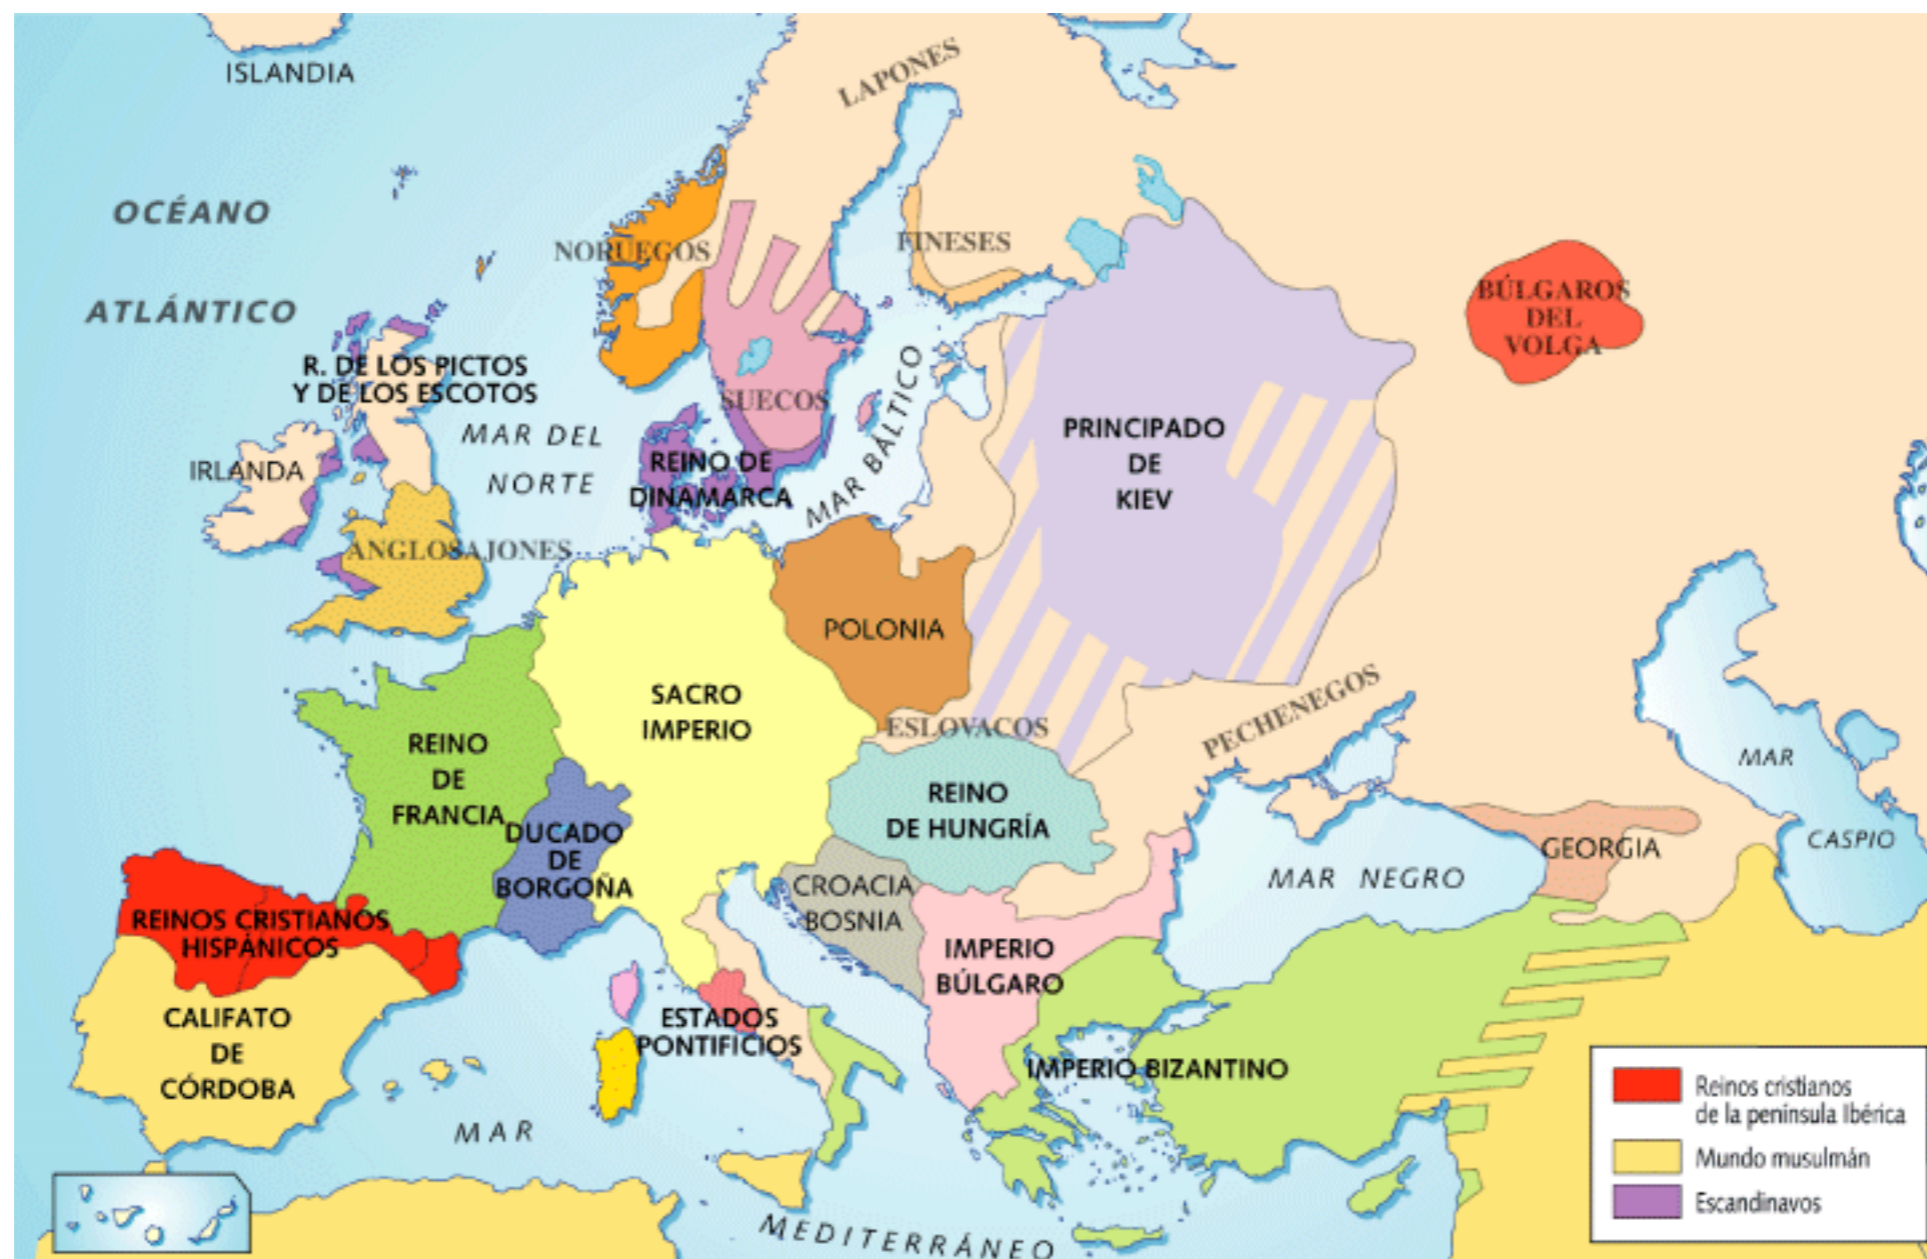 ISLANDIA
LAPONES
OCÉANO
ATLÁNTICO
NORUEGOS
FINESES
BÚLGAROS
DEL
VOLGA
R. DE LOS PICTOS
Y DE LOS ESCOTOS
SUECOS
MAR DEL
NORTE
MAR BÁLTICO
IRLANDA
REINO DE
DINAMARCA
PRINCIPADO
DE
KIEV
ANGLOSAJONES
POLONIA
SACRO
IMPERIO
ESLOVACOS
PECHENEGOS
REINO
DE
FRANCIA
REINO
DE HUNGRÍA
MAR
CASPIO
DUCADO
DE
BORGOÑA
CROACIA
BOSNIA
MAR NEGRO
GEORGIA
REINOS CRISTIANOS
HISPÁNICOS
IMPERIO
BÚLGARO
CALIFATO
DE
CÓRDOBA
ESTADOS
PONTIFICIOS
IMPERIO BIZANTINO
MAR
MEDITERRÁNEO
Reinos cristianos
de la península Ibérica
Mundo musulmán
Escandinavos